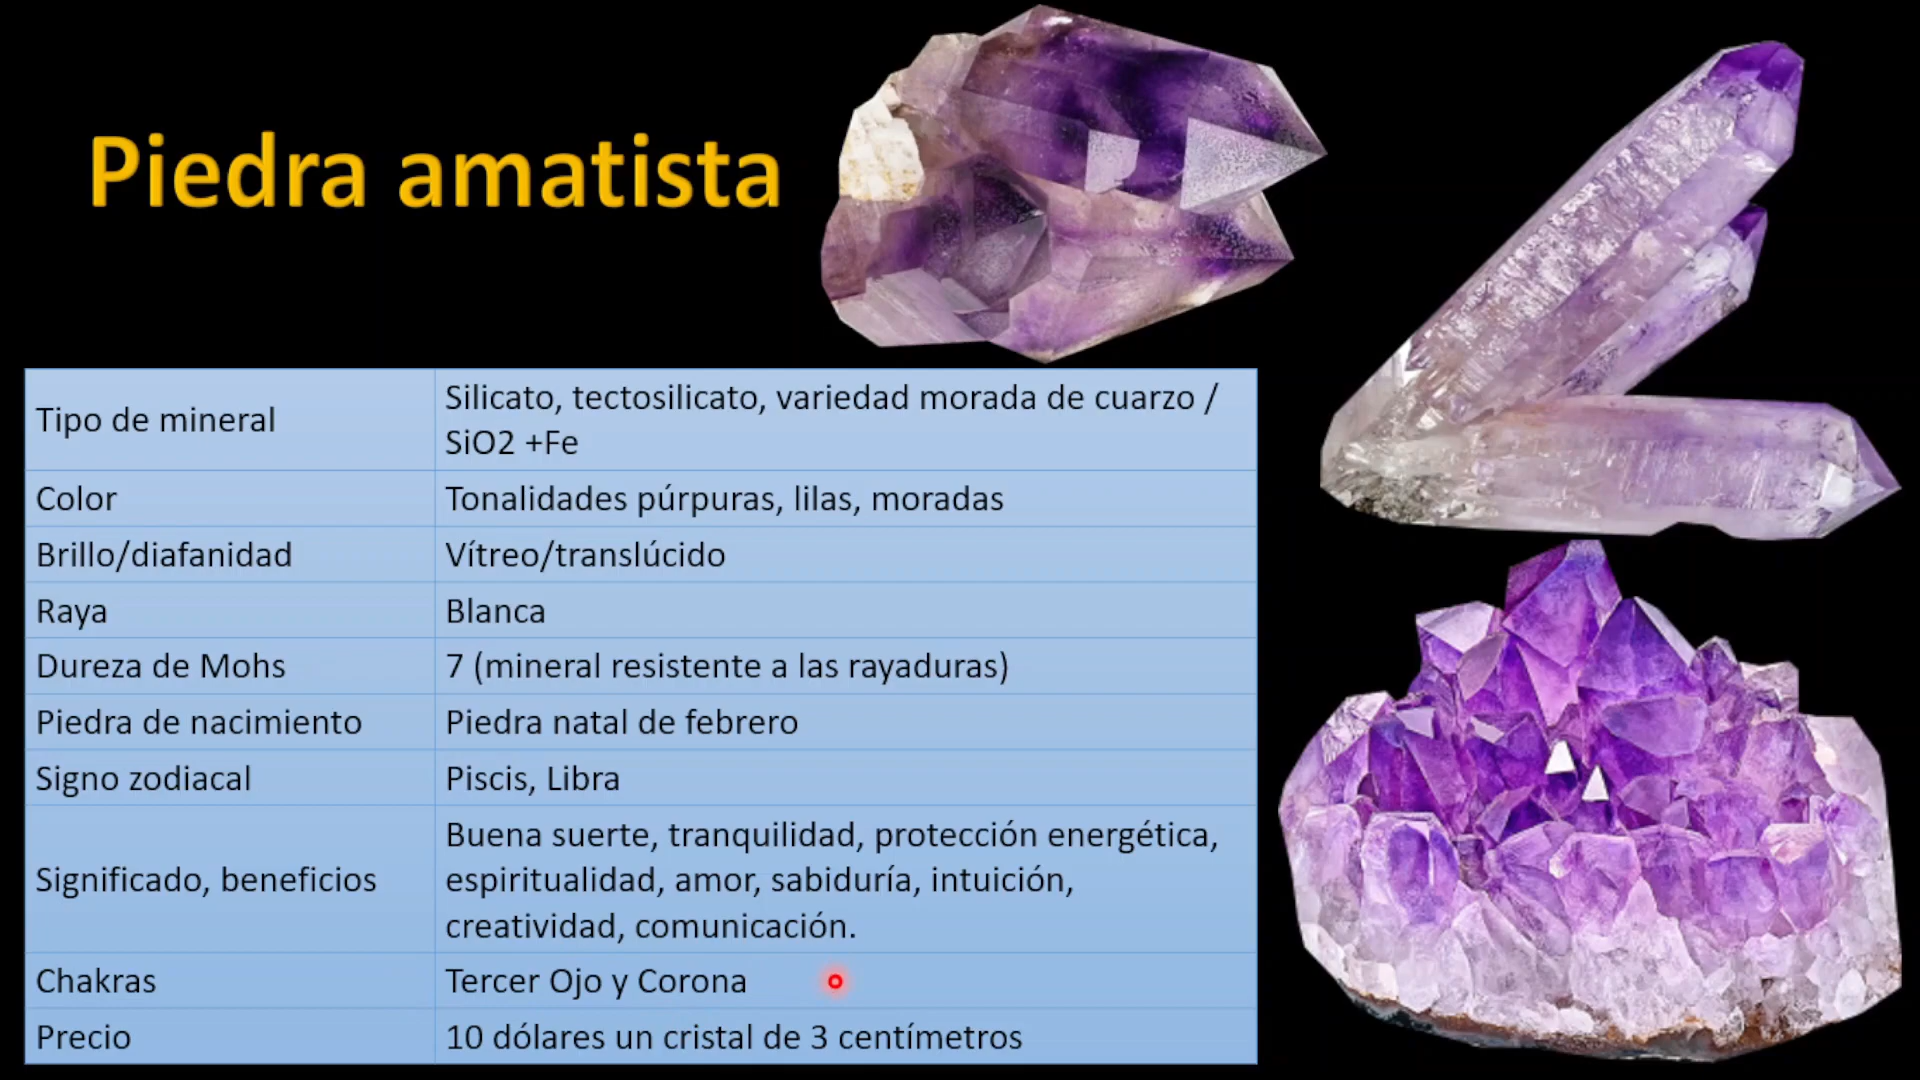 Piedra amatista
Tipo de mineral
Silicato, tectosilicato, variedad morada de cuarzo /
SiO2 +Fe
Color
Tonalidades púrpuras, lilas, moradas
Brillo/diafanidad
Vítreo/translúcido
Raya
Blanca
Dureza de Mohs
7 (mineral resistente a las rayaduras)
Piedra de nacimiento
Piedra natal de febrero
Signo zodiacal
Piscis, Libra
Significado, beneficios
Buena suerte, tranquilidad, protección energética,
espiritualidad, amor, sabiduría, intuición,
creatividad, comunicación.
Chakras
Tercer Ojo y Corona
Precio
10 dólares un cristal de 3 centímetros